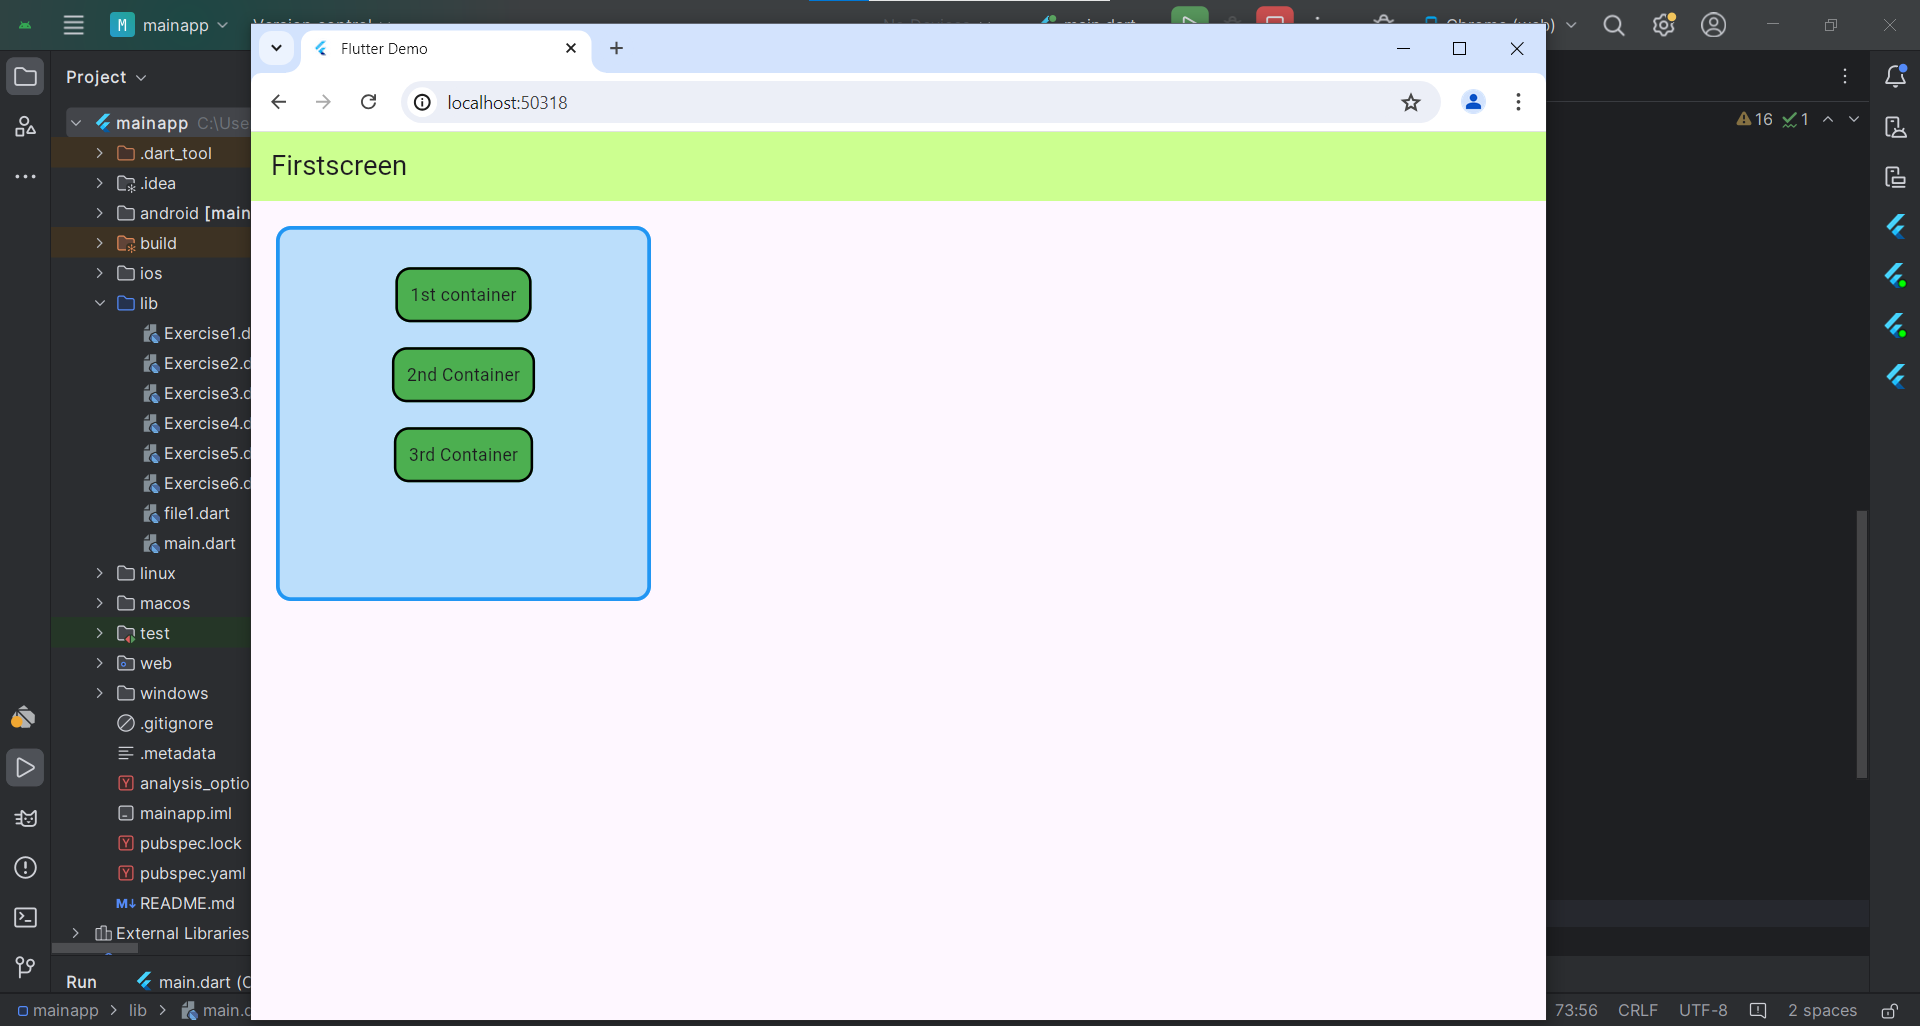 M mainapp
Project
mainapp C:\Use
.dart_tool
.idea
android [main
build
ios
lib
Exercise1.d
Exercise2.d
Exercise3.d
Exercise4.d
Exercise5.d
Exercise6.d
file1.dart
main.dart
linux
macos
test
web
windows
.gitignore
.metadata
analysis_optio
mainapp.iml
pubspec.lock
pubspec.yaml
README.md
External Libraries
Run main.dart (C
mainapp > lib > main.d
Flutter Demo
localhost:50318
Firstscreen
1st container
2nd Container
3rd Container
16 1
73:56 CRLF UTF-8 2 spaces